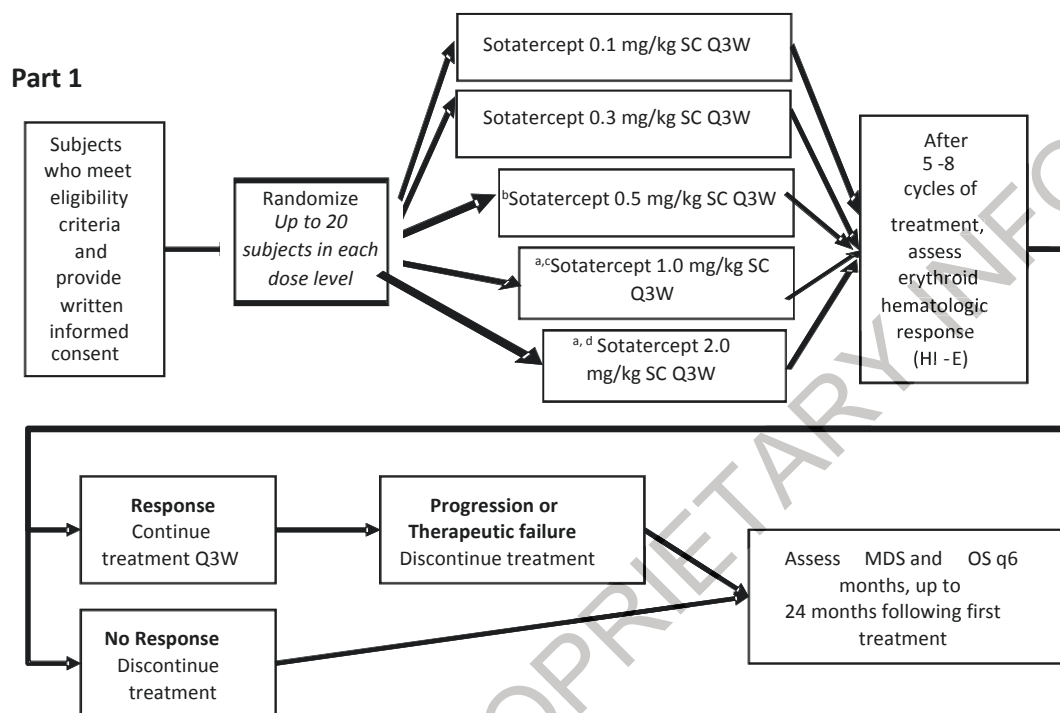 Part 1
Subjects
who meet
eligibility
criteria
and
provide
written
informed
consent
Randomize
Up to 20
subjects in each
dose level
Sotatercept 0.1 mg/kg SC Q3W
Sotatercept 0.3 mg/kg SC Q3W
bSotatercept 0.5 mg/kg SC Q3W
a,cSotatercept 1.0 mg/kg SC
Q3W
a, d Sotatercept 2.0
mg/kg SC Q3W
After
5 -8
cycles of
treatment,
assess
erythroid
hematologic
response
(HI -E)
Response
Continue
treatment Q3W
Progression or
Therapeutic failure
Discontinue treatment
No Response
Discontinue
treatment
Assess MDS and OS q6
months, up to
24 months following first
treatment
OPRIETARY INFO